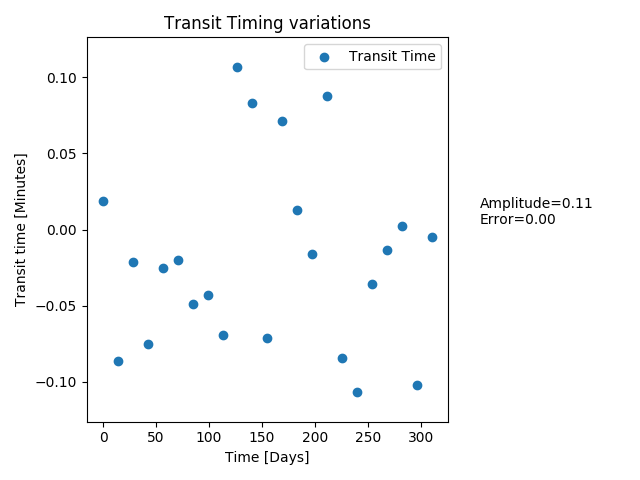 Transit Timing variations
Transit Time
Transit time [Minutes]
0.10
0.05
0.00
−0.05
−0.10
0
50
100
150
200
250
300
Time [Days]
Amplitude=0.11
Error=0.00